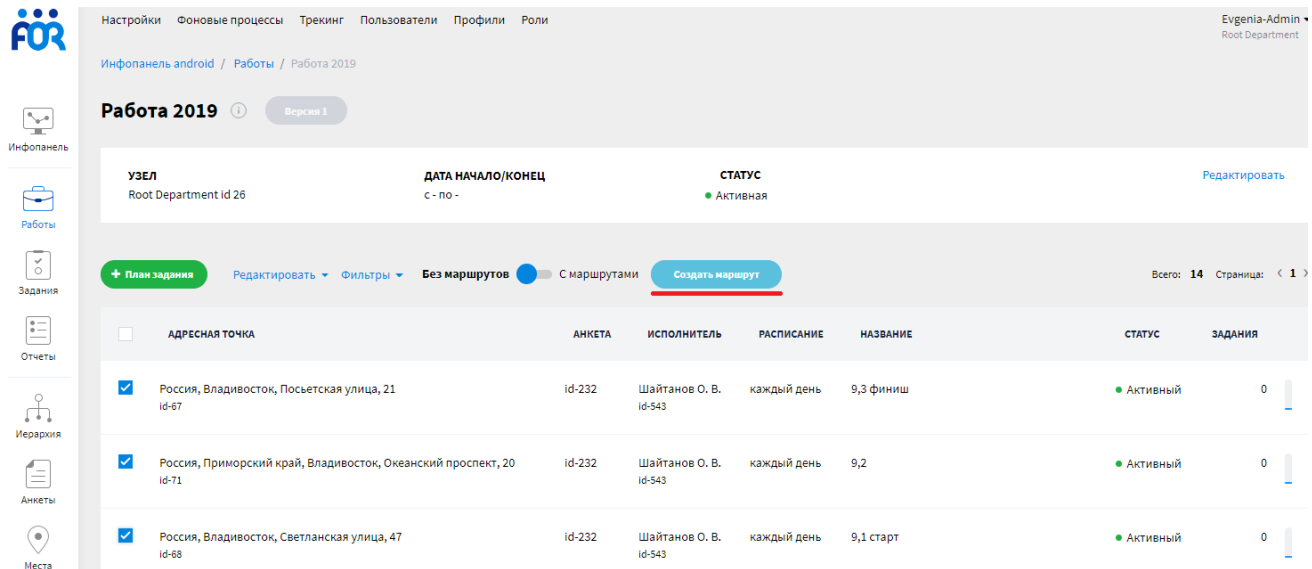 FOR
Настройки Фоновые процессы Трекинг Пользователи Профили Роли
Evgenia-Admin
Root Department
Инфопанель android / Работы / Работа 2019
Работа 2019 i Версия 1
Инфопанель
УЗЕЛ ДАТА НАЧАЛО/КОНЕЦ СТАТУС Редактировать
Root Department id 26 с - по - Активная
Работы
+ План задания Редактировать Фильтры Без маршрутов С маршрутами Создать маршрут Всего: 14 Страница: < 1 >
Задания
АДРЕСНАЯ ТОЧКА АНКЕТА ИСПОЛНИТЕЛЬ РАСПИСАНИЕ НАЗВАНИЕ СТАТУС ЗАДАНИЯ
Отчеты
Россия, Владивосток, Посьетская улица, 21 id-232 Шайтанов О. В. каждый день 9,3 финиш Активный 0
id-67 id-543
Иерархия
Россия, Приморский край, Владивосток, Океанский проспект, 20 id-232 Шайтанов О. В. каждый день 9,2 Активный 0
id-71 id-543
Анкеты
Россия, Владивосток, Светланская улица, 47 id-232 Шайтанов О. В. каждый день 9,1 старт Активный 0
id-68 id-543
Места